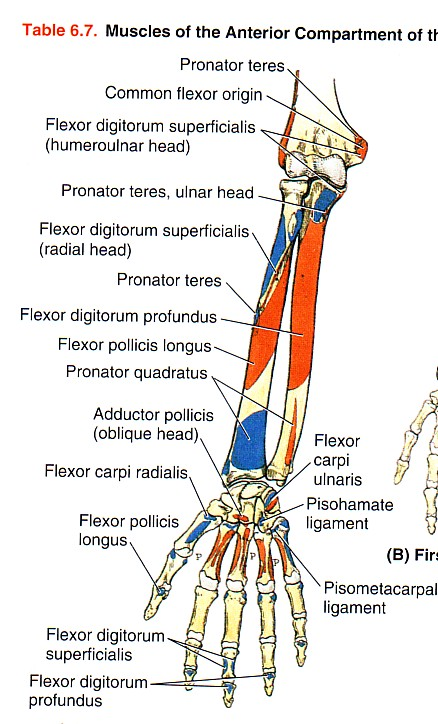 Table 6.7. Muscles of the Anterior Compartment of th
Pronator teres
Common flexor origin
Flexor digitorum superficialis
(humeroulnar head)
Pronator teres, ulnar head
Flexor digitorum superficialis
(radial head)
Pronator teres
Flexor digitorum profundus
Flexor pollicis longus
Pronator quadratus
Adductor pollicis
(oblique head)
Flexor
carpi
ulnaris
Flexor carpi radialis
Pisohamate
ligament
Flexor pollicis
longus
(B) Firs
P
P
P
Pisometacarpal
ligament
Flexor digitorum
superficialis
Flexor digitorum
profundus